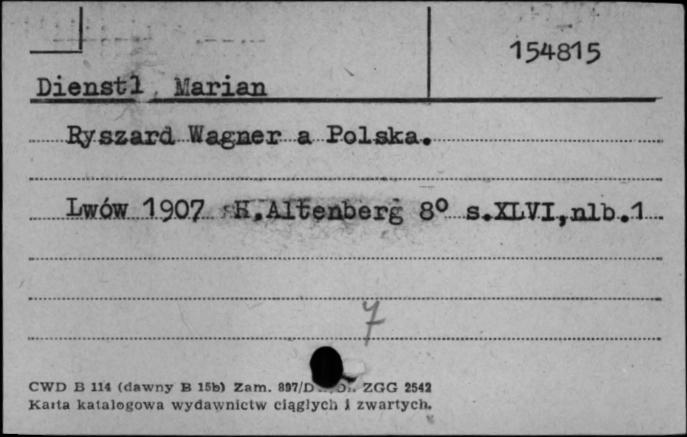 154815
Dienstl, Marian
Ryszard Wagner a Polska.
Lwów 1907 H.Altenberg 8° s.XLVI,nlb.1
7
CWD B 114 (dawny B 15b) Zam. 897/D ZGG 2542
Karta katalogowa wydawnictw ciągłych i zwartych.